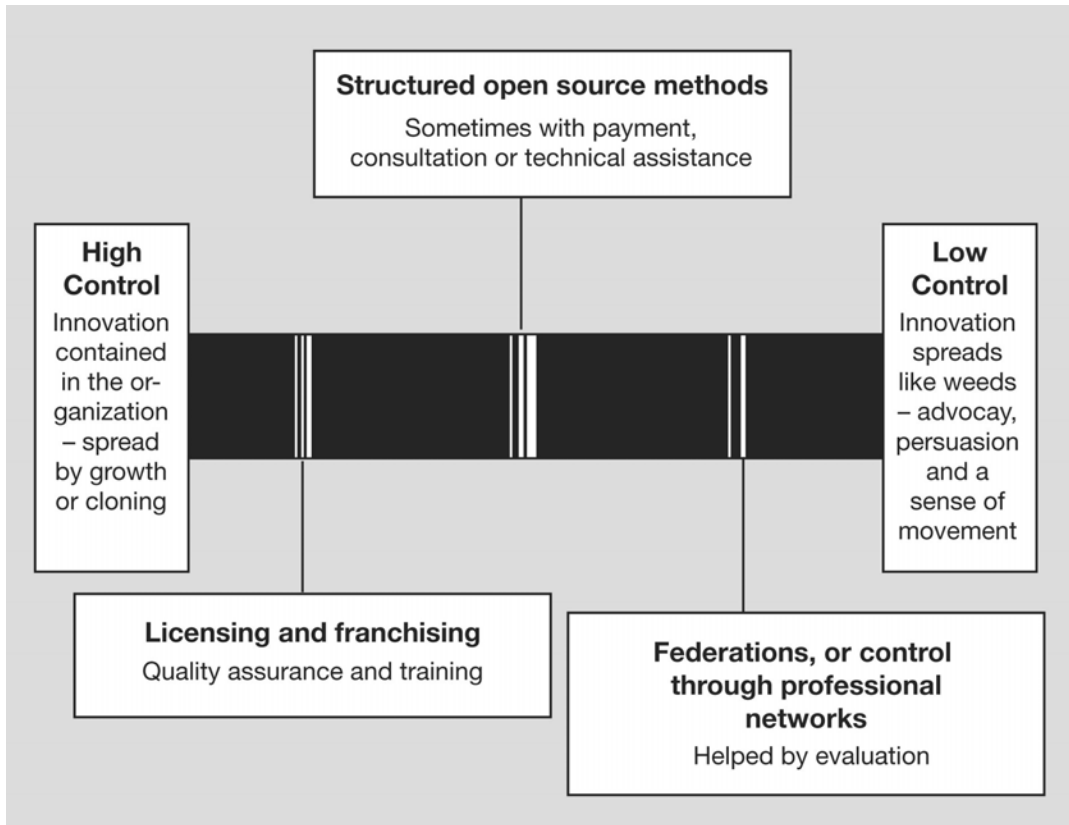 Structured open source methods
Sometimes with payment,
consultation or technical assistance
High
Control
Innovation
contained
in the or-
ganization
– spread
by growth
or cloning
Low
Control
Innovation
spreads
like weeds
– advocay,
persuasion
and a
sense of
movement
Licensing and franchising
Quality assurance and training
Federations, or control
through professional
networks
Helped by evaluation